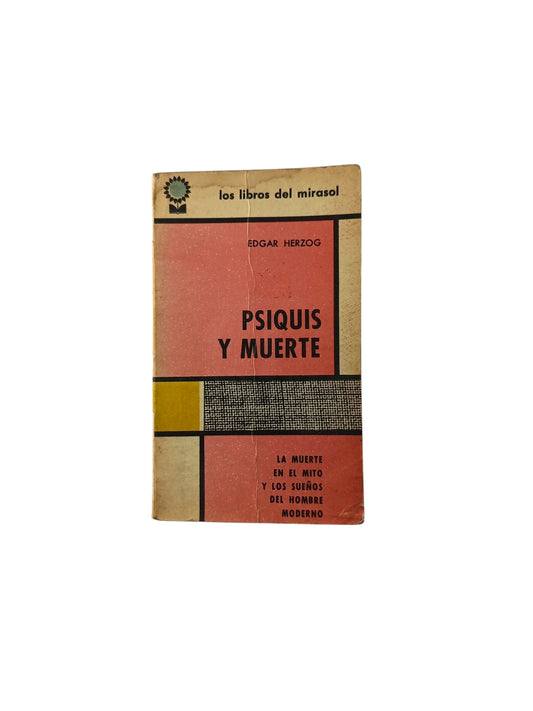 los libros del mirasol
EDGAR HERZOG
PSIQUIS
Y MUERTE
LA MUERTE
EN EL MITO
Y LOS SUEÑOS
DEL HOMBRE
MODERNO